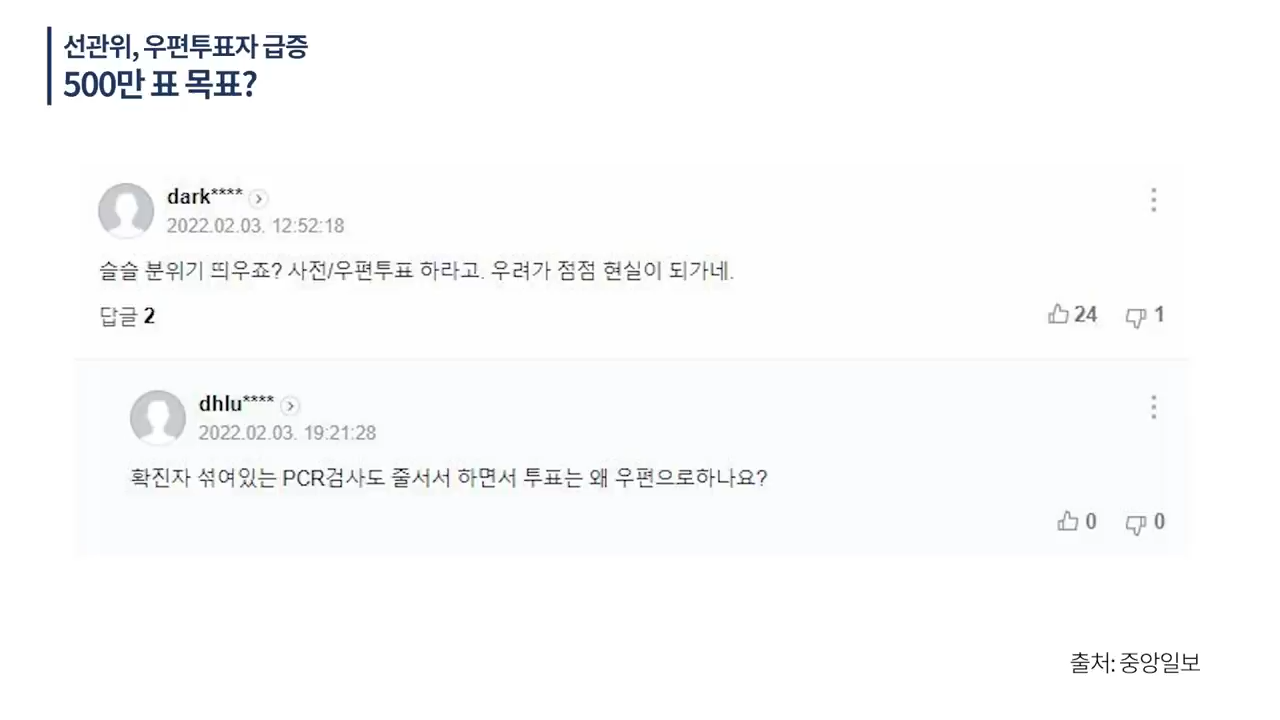 선관위, 우편투표자 급증
500만 표 목표?
dark****
2022.02.03. 12:52:18
슬슬 분위기 띄우죠? 사전/우편투표 하라고. 우려가 점점 현실이 되가네.
답글 2
24 1
dhlu****
2022.02.03. 19:21:28
확진자 섞여있는 PCR검사도 줄서서 하면서 투표는 왜 우편으로하나요?
0 0
출처: 중앙일보